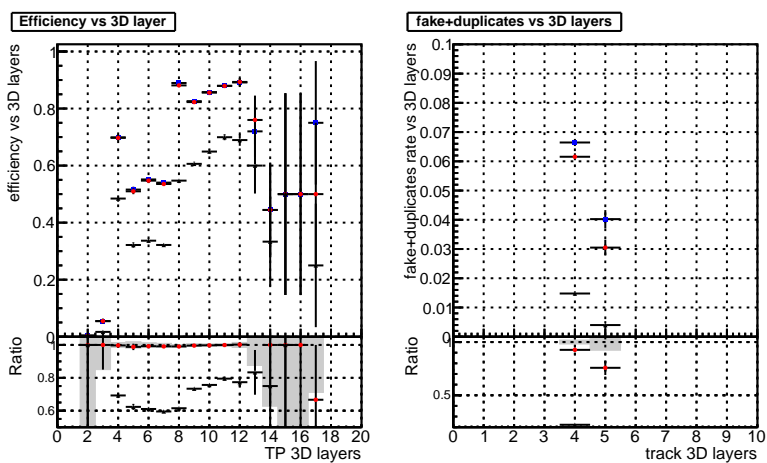 Efficiency vs 3D layer
efficiency vs 3D layers
1
0.8
0.6
0.4
0.2
0
Ratio
1
0.8
0.6
0 2 4 6 8 10 12 14 16 18 20
TP 3D layers
fake+duplicates vs 3D layers
fake+duplicates rate vs 3D layers
0.1
0.09
0.08
0.07
0.06
0.05
0.04
0.03
0.02
0.01
0
Ratio
0.5
0 1 2 3 4 5 6 7 8 9 10
track 3D layers